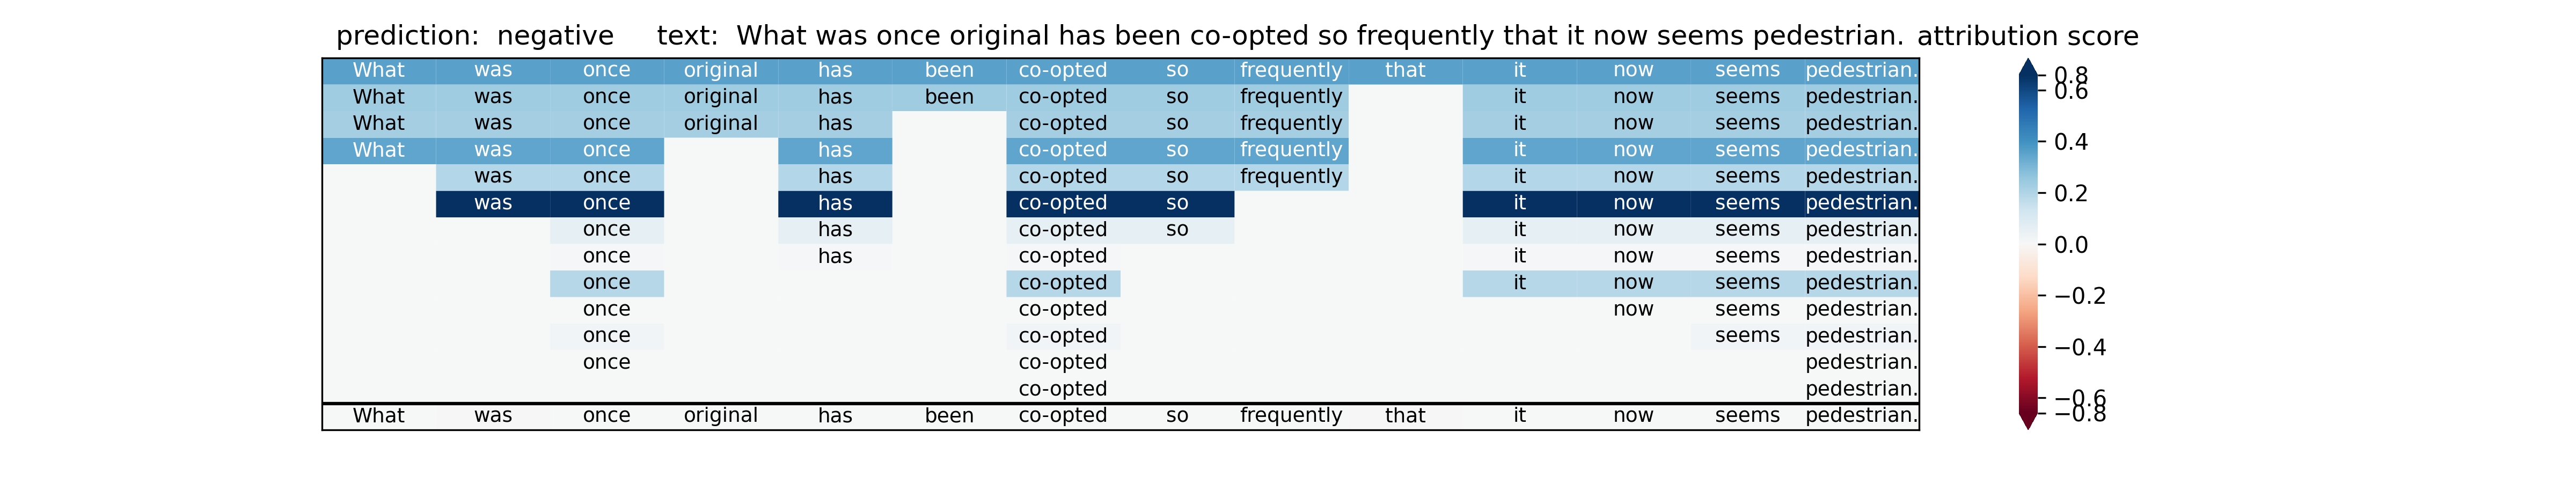 prediction:  negative     text:  What was once original has been co-opted so frequently that it now seems pedestrian. attribution score
What was once original has been co-opted so frequently that it now seems pedestrian.
What was once original has been co-opted so frequently it now seems pedestrian.
What was once original has co-opted so frequently it now seems pedestrian.
What was once has co-opted so frequently it now seems pedestrian.
was once has co-opted so frequently it now seems pedestrian.
was once has co-opted so it now seems pedestrian.
once has co-opted so it now seems pedestrian.
once has co-opted it now seems pedestrian.
once co-opted it now seems pedestrian.
once co-opted now seems pedestrian.
once co-opted seems pedestrian.
once co-opted pedestrian.
co-opted pedestrian.
What was once original has been co-opted so frequently that it now seems pedestrian.
0.8
0.6
0.4
0.2
0.0
−0.2
−0.4
−0.6
−0.8